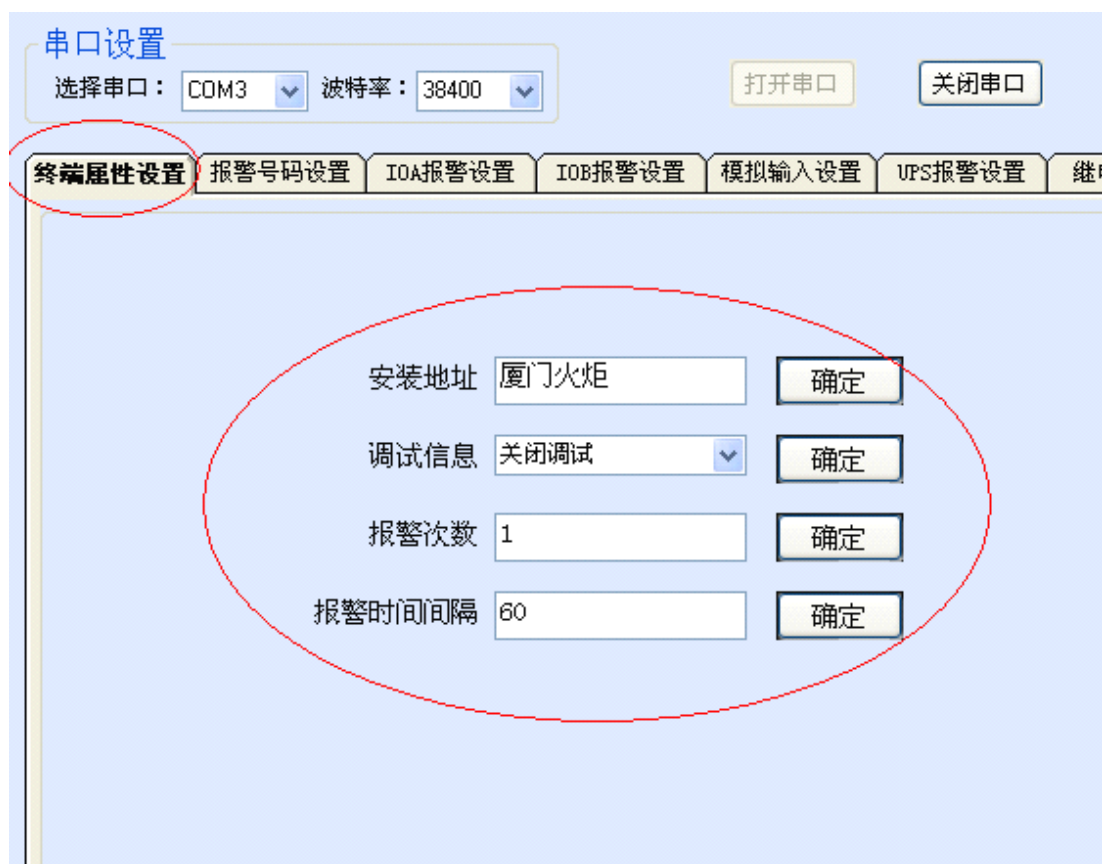 串口设置
选择串口： COM3 波特率： 38400 打开串口 关闭串口
终端属性设置 报警号码设置 IOA报警设置 IOB报警设置 模拟输入设置 UPS报警设置 继
安装地址 厦门火炬 确定
调试信息 关闭调试 确定
报警次数 1 确定
报警时间间隔 60 确定